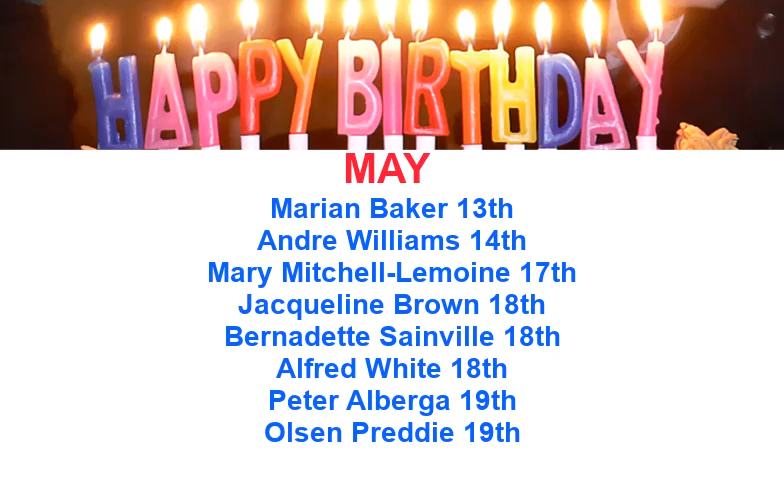 HAPPY BIRTHDAY
MAY
Marian Baker 13th
Andre Williams 14th
Mary Mitchell-Lemoine 17th
Jacqueline Brown 18th
Bernadette Sainville 18th
Alfred White 18th
Peter Alberga 19th
Olsen Preddie 19th